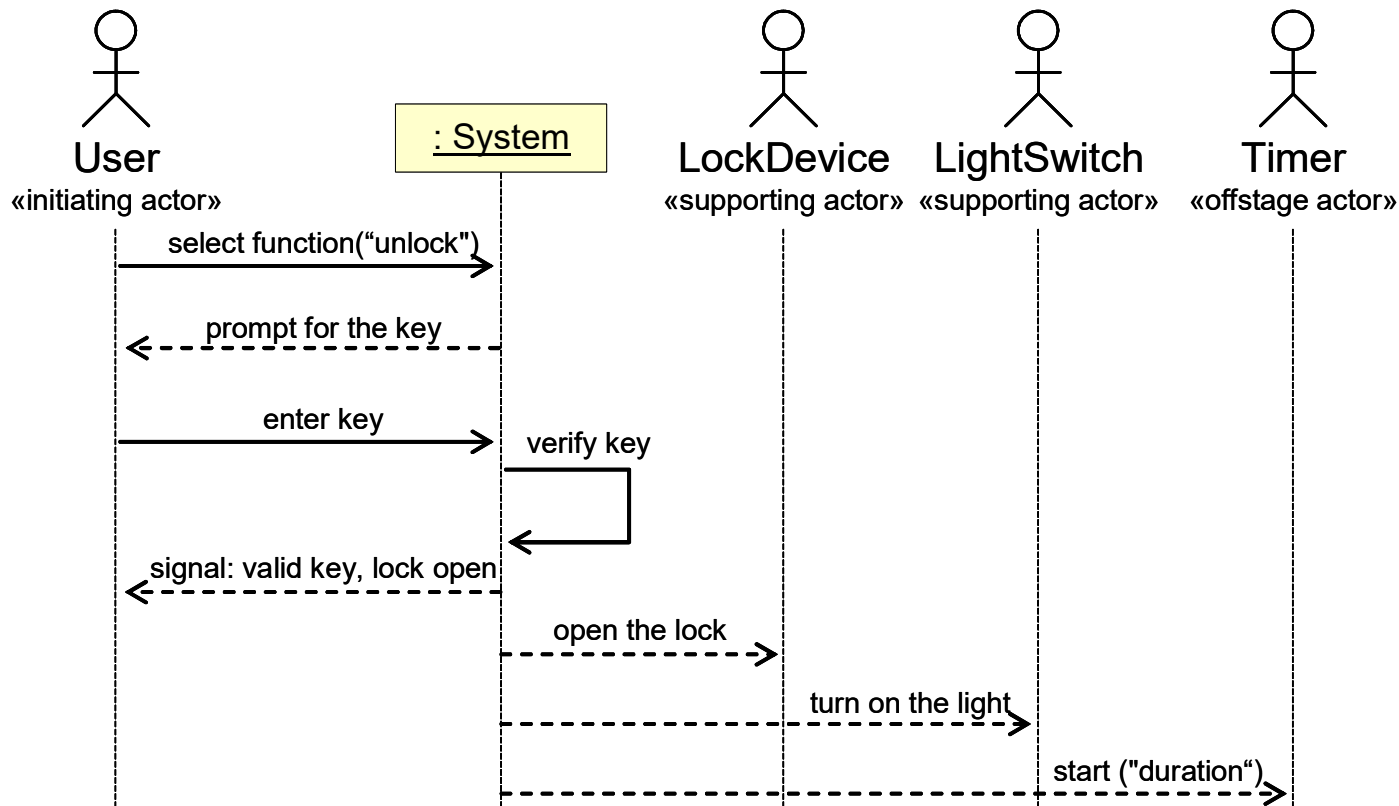 : System
User
LockDevice
LightSwitch
Timer
«initiating actor»
«supporting actor»
«supporting actor»
«offstage actor»
select function(“unlock")
prompt for the key
enter key
verify key
signal: valid key, lock open
open the lock
turn on the light
start ("duration“)